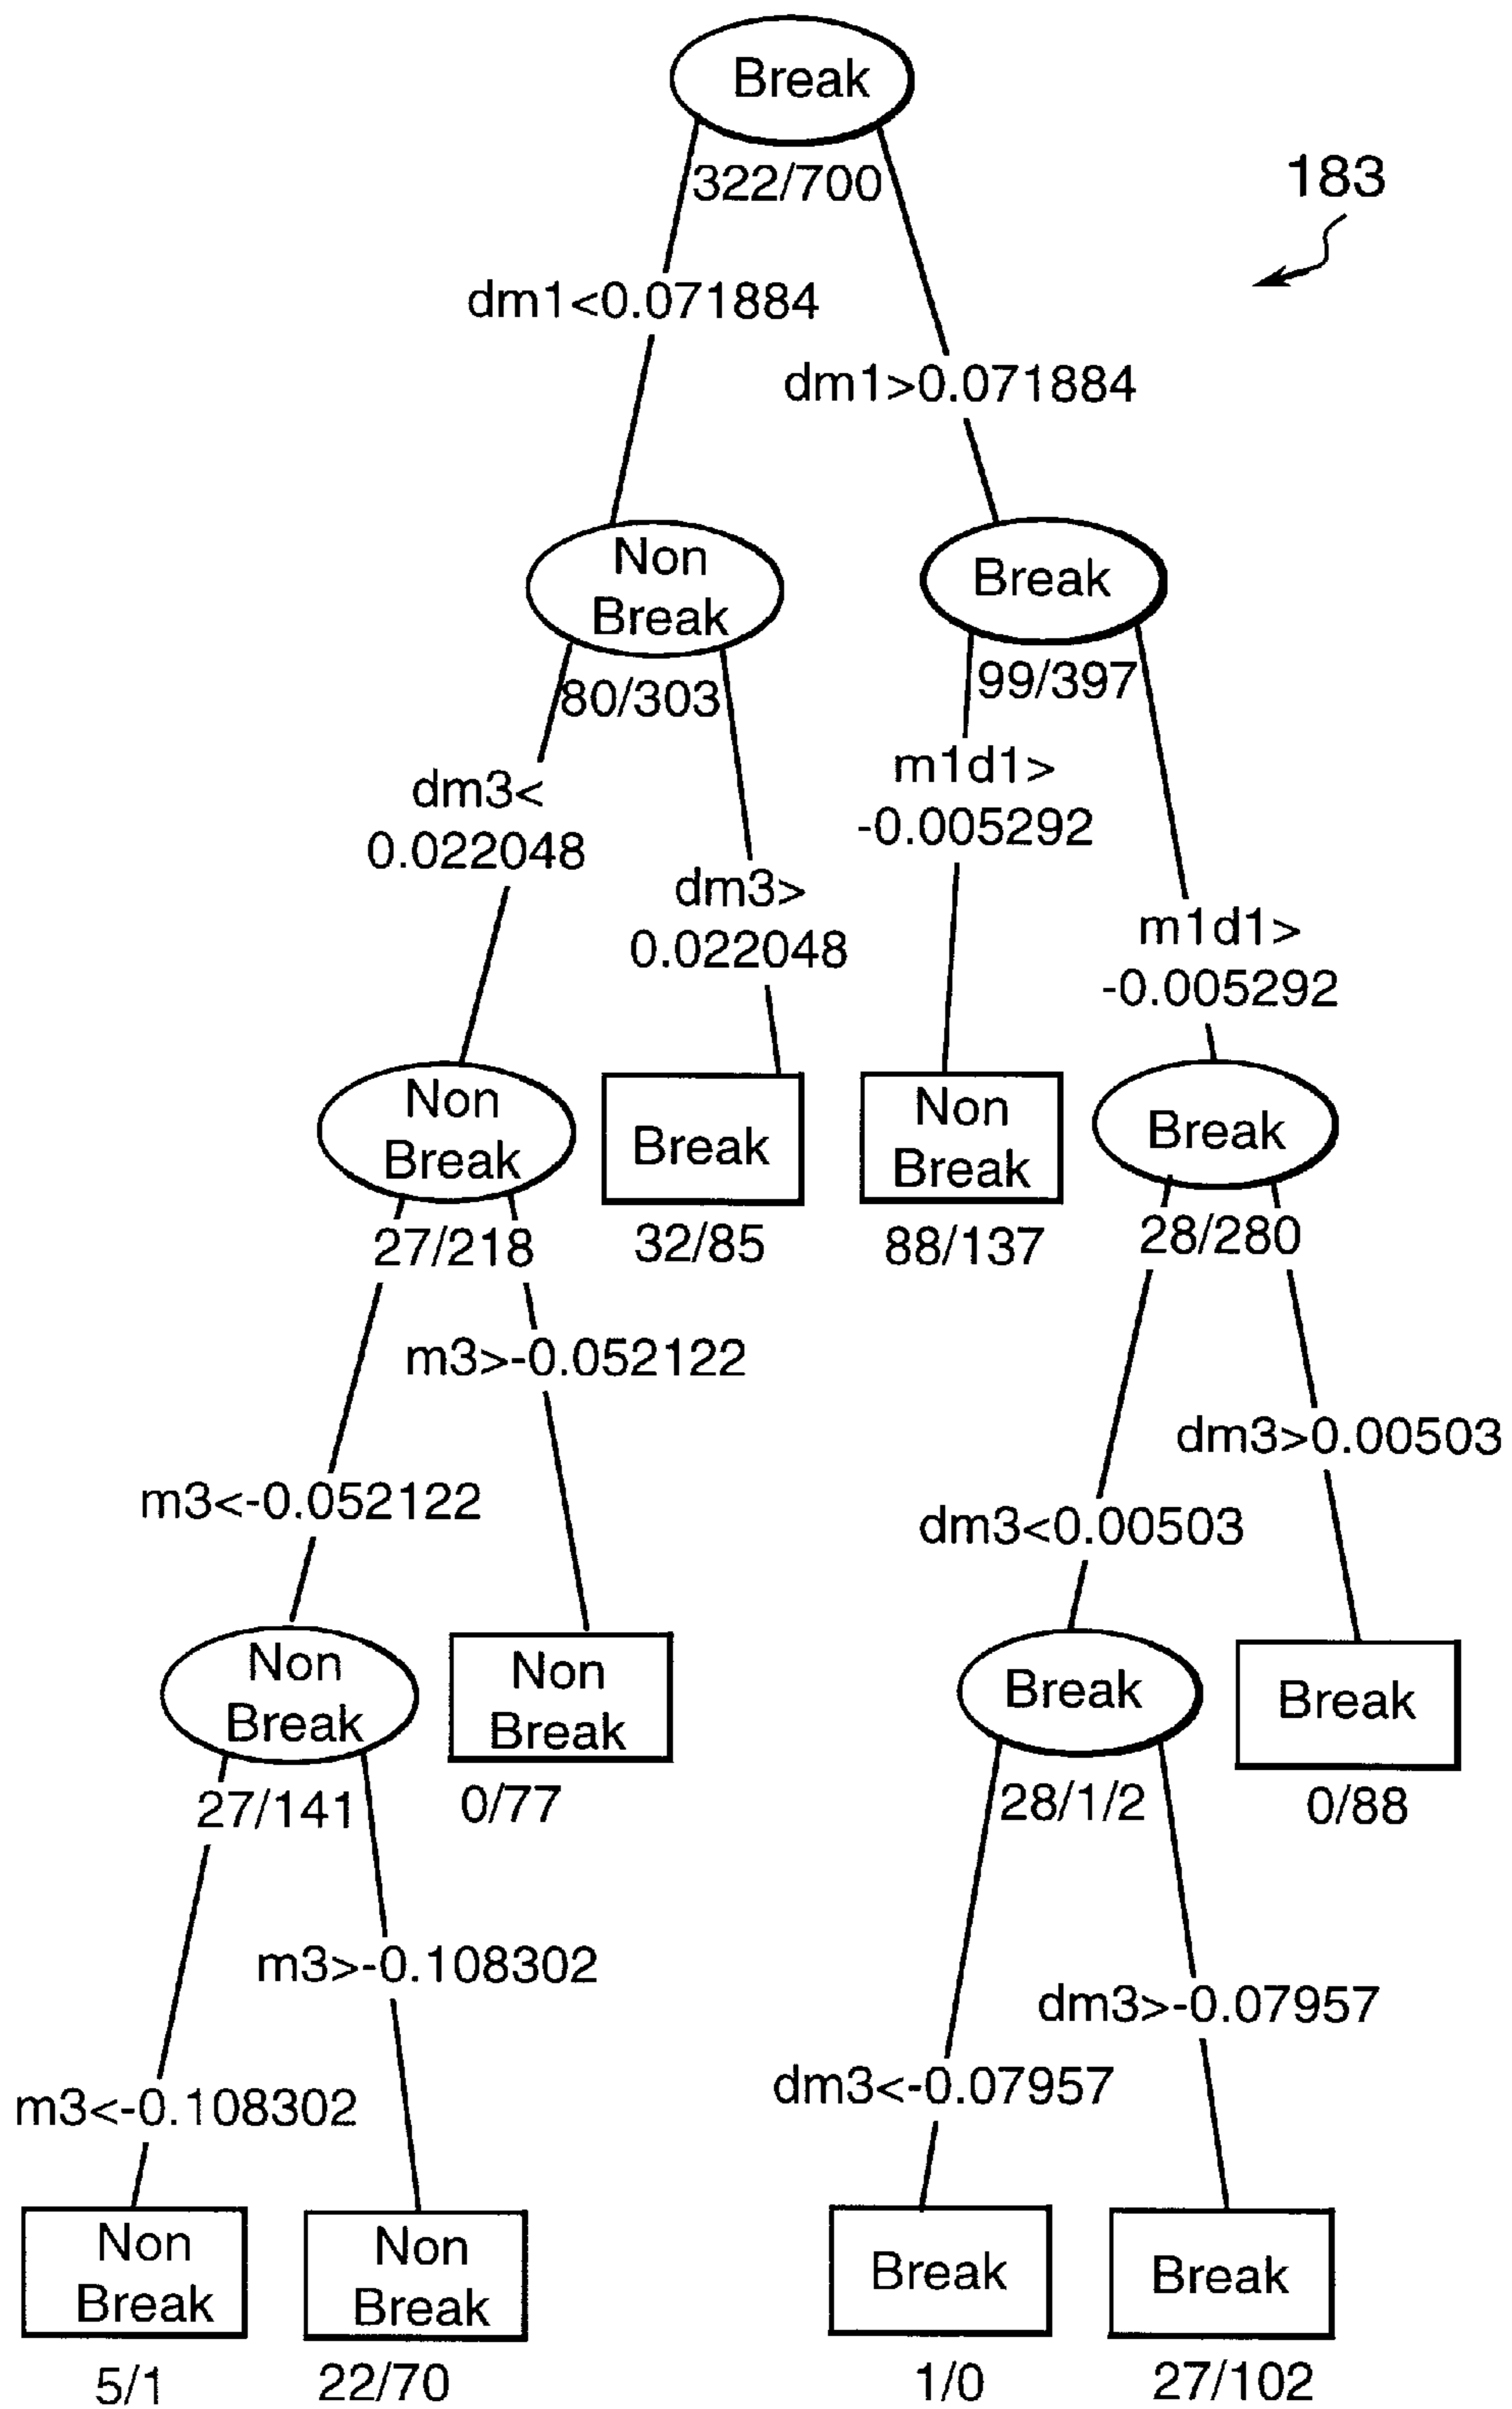 Break
322/700
183
dm1<0.071884
dm1>0.071884
Non
Break
80/303
Break
99/397
dm3<
0.022048
dm3>
0.022048
m1d1>
-0.005292
m1d1>
-0.005292
Non
Break
27/218
Break
32/85
Non
Break
88/137
Break
28/280
m3>-0.052122
m3<-0.052122
dm3>0.00503
dm3<0.00503
Non
Break
27/141
Non
Break
0/77
Break
28/1/2
Break
0/88
m3>-0.108302
m3<-0.108302
dm3>-0.07957
dm3<-0.07957
Non
Break
5/1
Non
Break
22/70
Break
1/0
Break
27/102